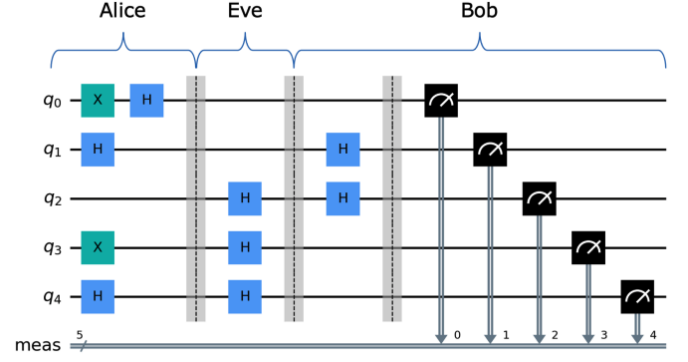 Alice Eve Bob
q0 X H
q1 H H
q2 H H
q3 X H
q4 H H
5 0 1 2 3 4
meas